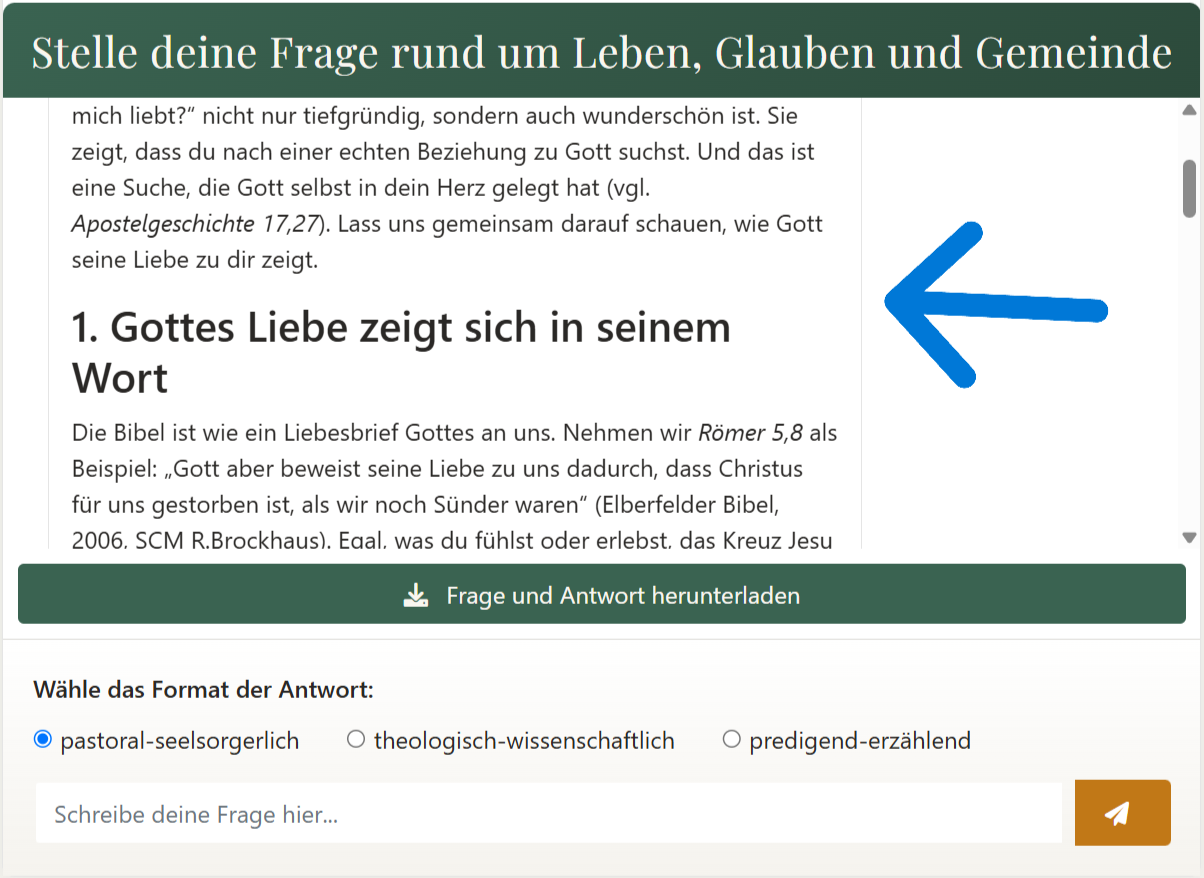 Stelle deine Frage rund um Leben, Glauben und Gemeinde
mich liebt?“ nicht nur tiefgründig, sondern auch wunderschön ist. Sie
zeigt, dass du nach einer echten Beziehung zu Gott suchst. Und das ist
eine Suche, die Gott selbst in dein Herz gelegt hat (vgl.
Apostelgeschichte 17,27). Lass uns gemeinsam darauf schauen, wie Gott
seine Liebe zu dir zeigt.
1. Gottes Liebe zeigt sich in seinem
Wort
Die Bibel ist wie ein Liebesbrief Gottes an uns. Nehmen wir Römer 5,8 als
Beispiel: „Gott aber beweist seine Liebe zu uns dadurch, dass Christus
für uns gestorben ist, als wir noch Sünder waren“ (Elberfelder Bibel,
2006, SCM R.Brockhaus). Egal, was du fühlst oder erlebst, das Kreuz Jesu
Frage und Antwort herunterladen
Wähle das Format der Antwort:
pastoral-seelsorgerlich theologisch-wissenschaftlich predigend-erzählend
Schreibe deine Frage hier...